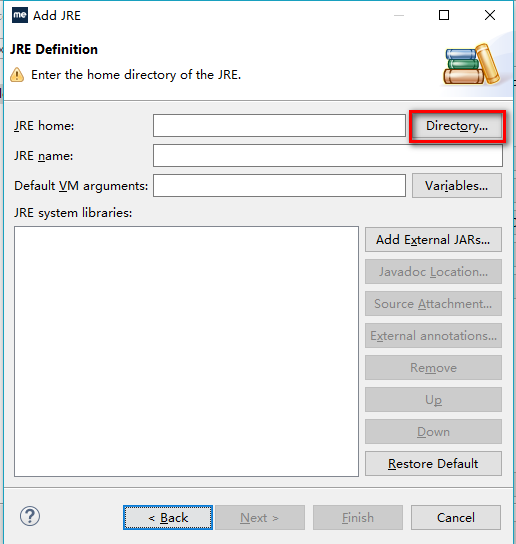 me Add JRE
JRE Definition
Enter the home directory of the JRE.
JRE home: Directory...
JRE name:
Default VM arguments: Variables...
JRE system libraries:
Add External JARs...
Javadoc Location...
Source Attachment...
External annotations...
Remove
Up
Down
Restore Default
? < Back Next > Finish Cancel